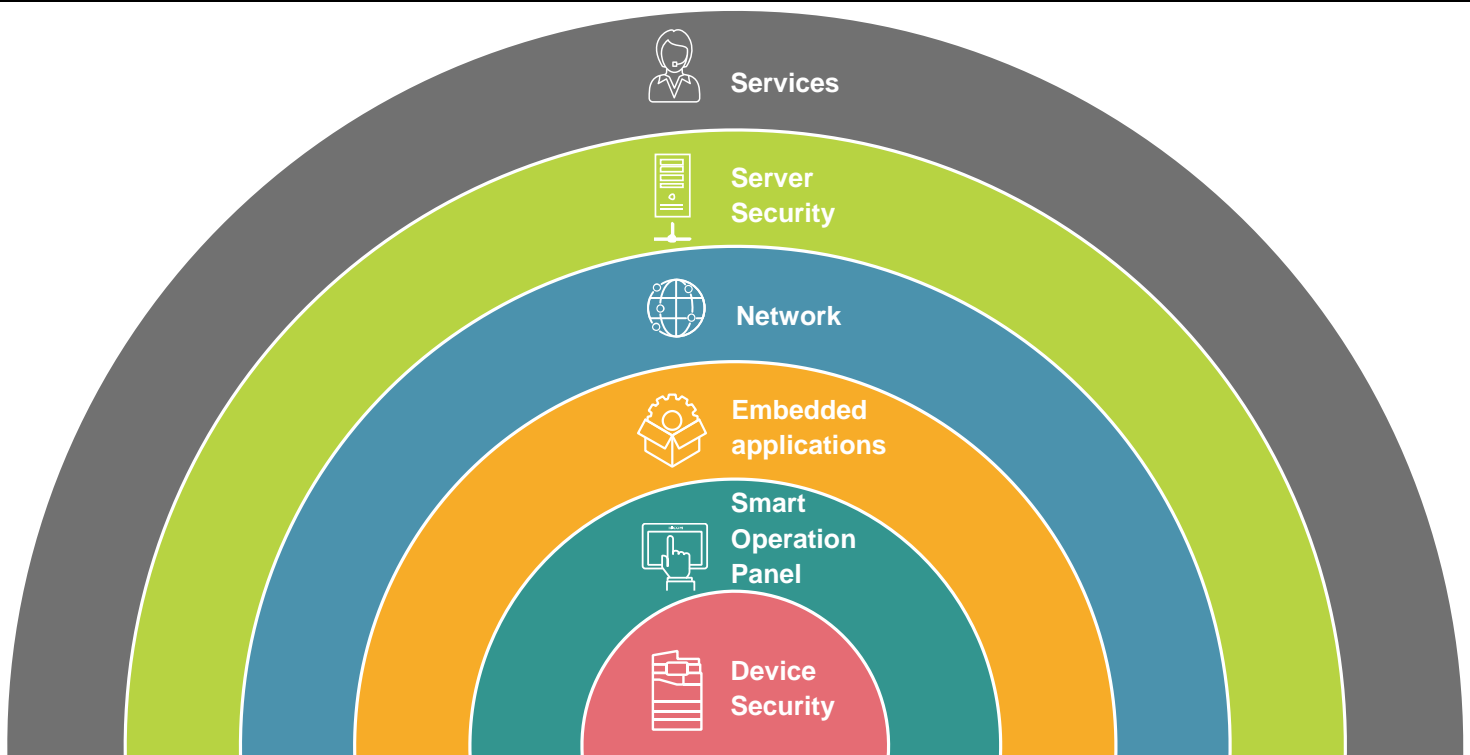 Services
Server
Security
Network
Embedded
applications
Smart
Operation
Panel
Device
Security